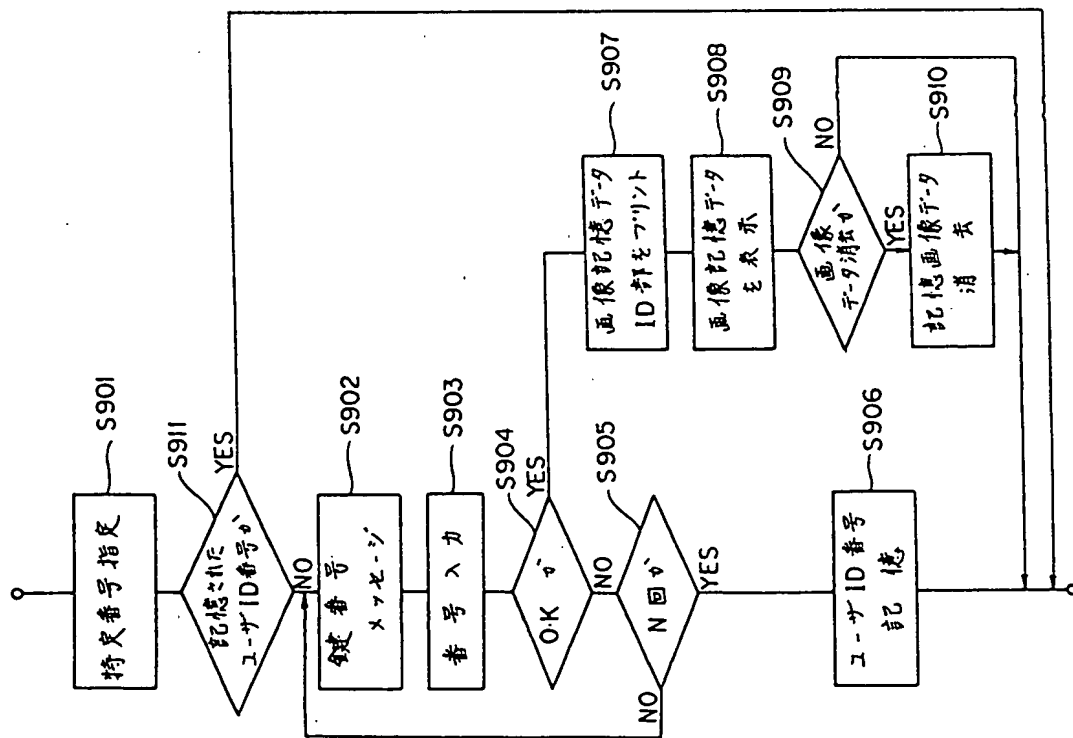 特定番号指定
S901
記憶された
ユーザID番号か
S911
YES
NO
鍵番号
メッセージ
S902
番号入力
S903
O·Kか
S904
YES
NO
N回か
S905
NO
YES
ユーザID番号
記憶
S906
画像記憶データ
ID部をプリント
S907
画像記憶データ
を表示
S908
画像
データ消去か
S909
NO
YES
記憶画像データ
消去
S910